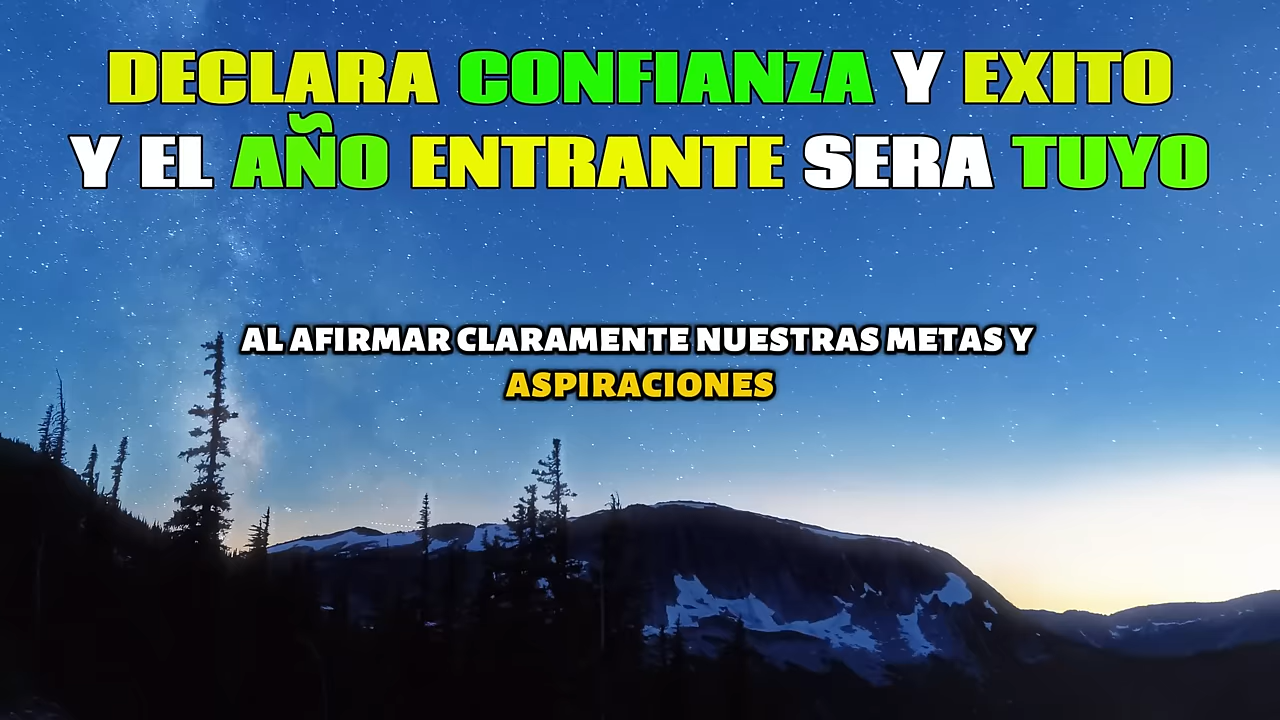 DECLARA CONFIANZA Y EXITO
Y EL AÑO ENTRANTE SERA TUYO
AL AFIRMAR CLARAMENTE NUESTRAS METAS Y
ASPIRACIONES